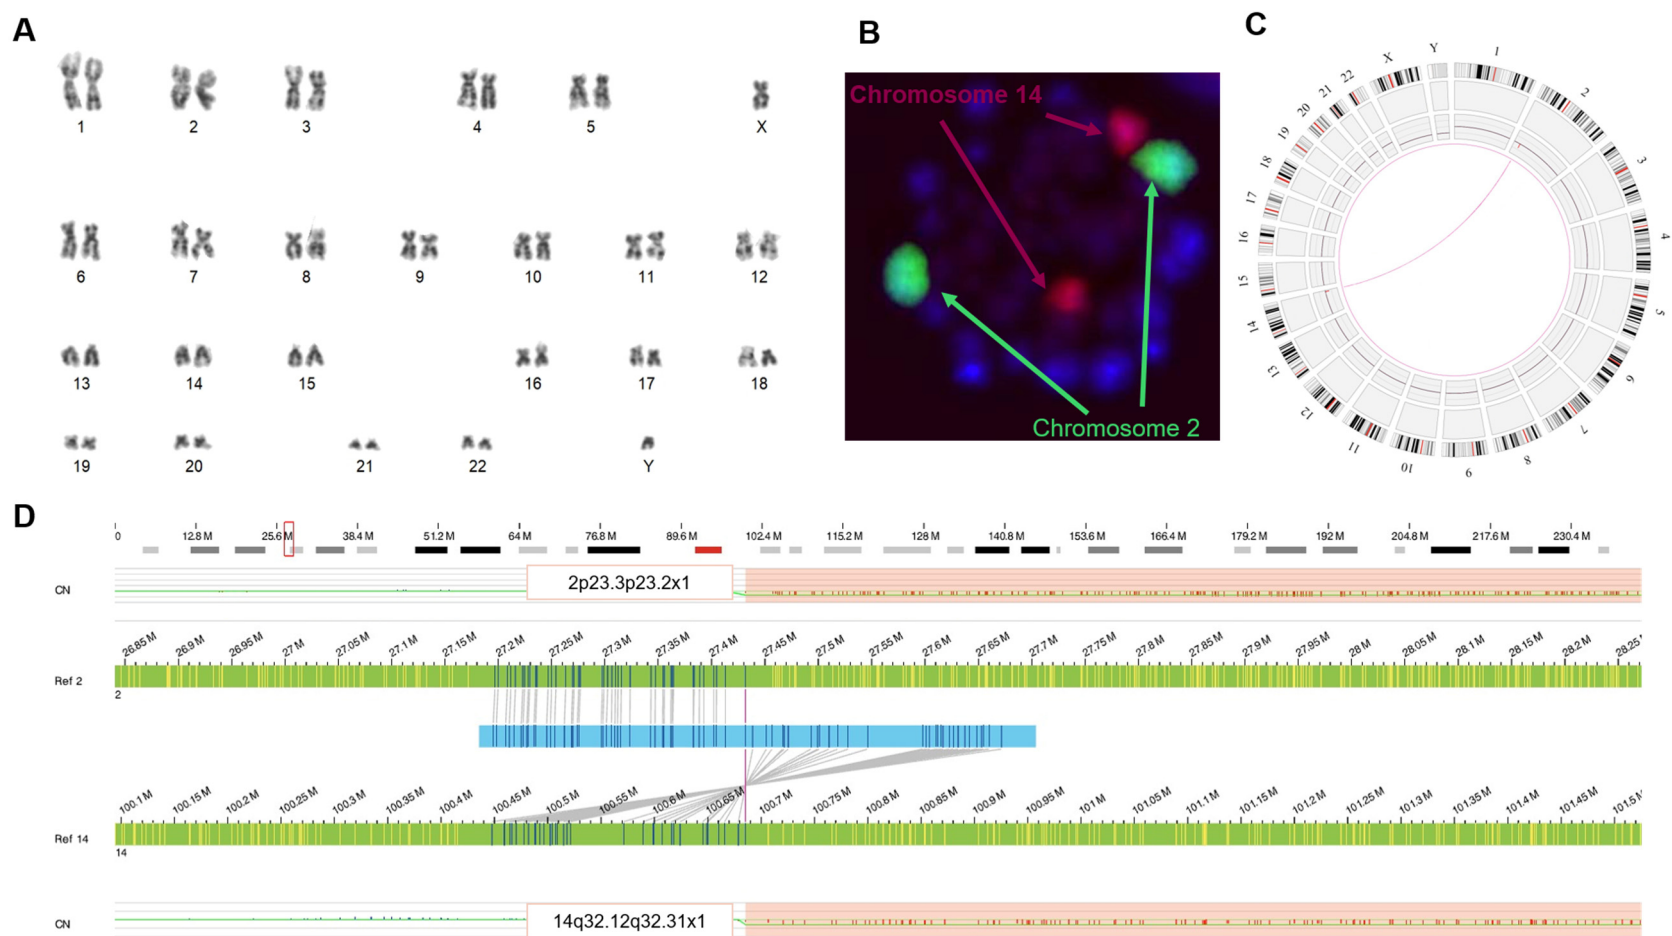 A
1 2 3 4 5 X
6 7 8 9 10 11 12
13 14 15 16 17 18
19 20 21 22 Y
B
Chromosome 14
Chromosome 2
C
1
2
3
4
5
6
7
8
9
10
11
12
13
14
15
16
17
18
19
20
21
22
X
Y
D
0 12.8 M 25.6 M 38.4 M 51.2 M 64 M 76.8 M 89.6 M 102.4 M 115.2 M 128 M 140.8 M 153.6 M 166.4 M 179.2 M 192 M 204.8 M 217.6 M 230.4 M
CN 2p23.3p23.2x1
26.85 M 26.9 M 26.95 M 27 M 27.05 M 27.1 M 27.15 M 27.2 M 27.25 M 27.3 M 27.35 M 27.4 M 27.45 M 27.5 M 27.55 M 27.6 M 27.65 M 27.7 M 27.75 M 27.8 M 27.85 M 27.9 M 27.95 M 28 M 28.05 M 28.1 M 28.15 M 28.2 M 28.25
Ref 2
2
100.1 M 100.15 M 100.2 M 100.25 M 100.3 M 100.35 M 100.4 M 100.45 M 100.5 M 100.55 M 100.6 M 100.65 M 100.7 M 100.75 M 100.8 M 100.85 M 100.9 M 100.95 M 101 M 101.05 M 101.1 M 101.15 M 101.2 M 101.25 M 101.3 M 101.35 M 101.4 M 101.45 M 101.5
Ref 14
14
CN 14q32.12q32.31x1